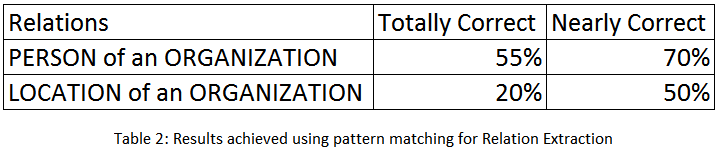 Relations Totally Correct Nearly Correct
PERSON of an ORGANIZATION 55% 70%
LOCATION of an ORGANIZATION 20% 50%
Table 2: Results achieved using pattern matching for Relation Extraction